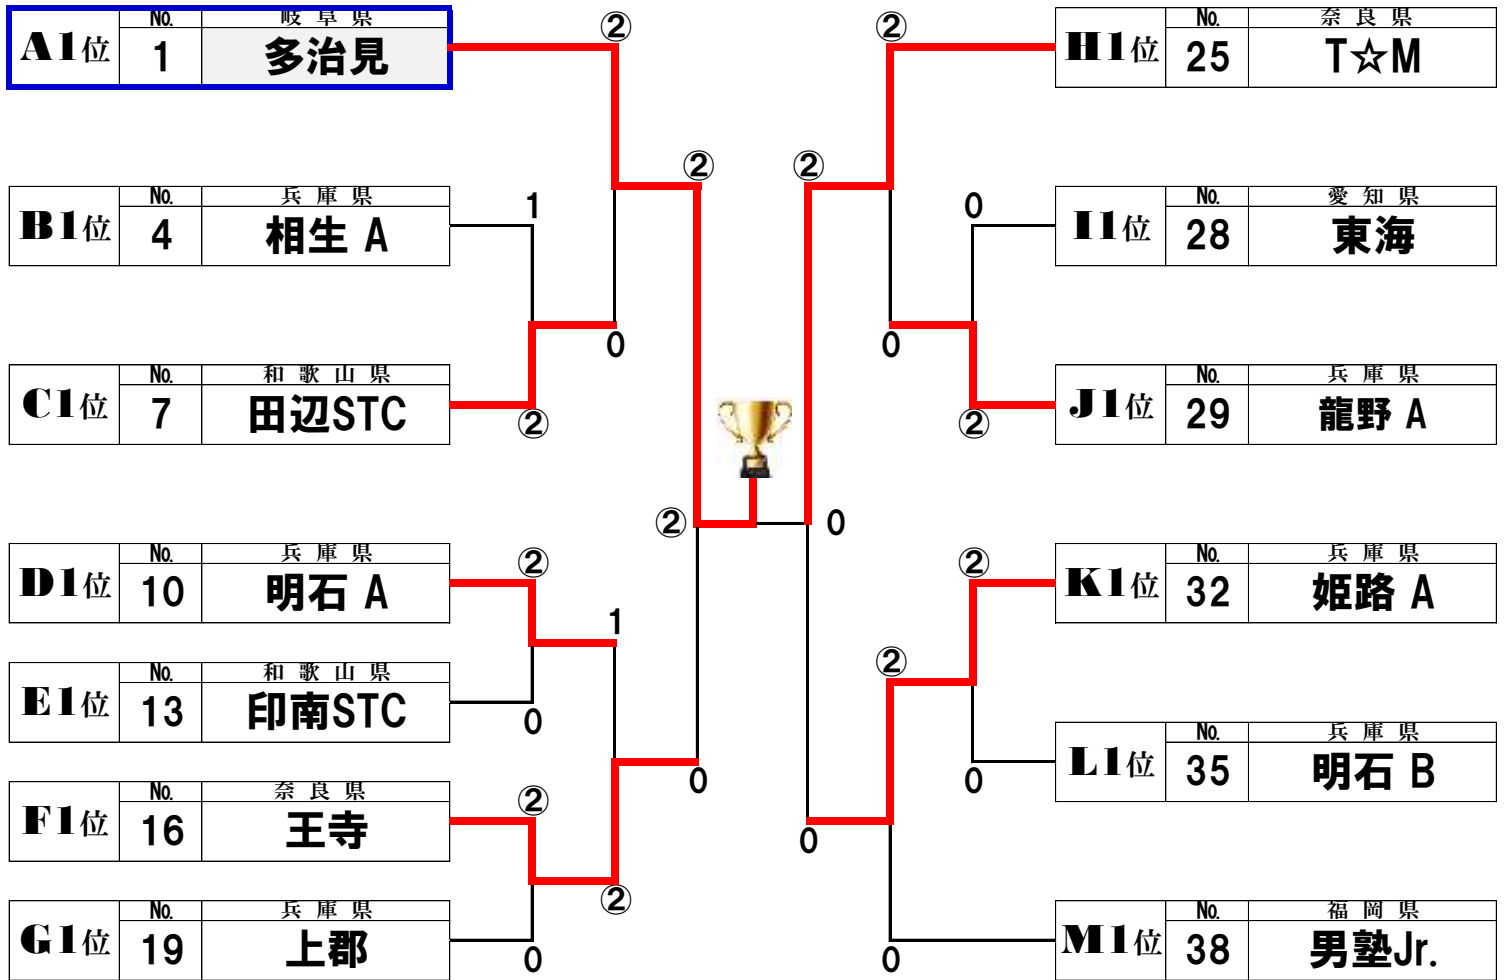 A1位 No. 1 岐阜県 多治見
② ②
H1位 No. 25 奈良県 T☆M
② ②
B1位 No. 4 兵庫県 相生 A
1 0
I1位 No. 28 愛知県 東海
0 0
C1位 No. 7 和歌山県 田辺STC
② ②
J1位 No. 29 兵庫県 龍野 A
② 0
D1位 No. 10 兵庫県 明石 A
② ②
K1位 No. 32 兵庫県 姫路 A
1 ②
E1位 No. 13 和歌山県 印南STC
0
L1位 No. 35 兵庫県 明石 B
0 0
F1位 No. 16 奈良県 王寺
② 0
②
G1位 No. 19 兵庫県 上郡
0 0
M1位 No. 38 福岡県 男塾Jr.